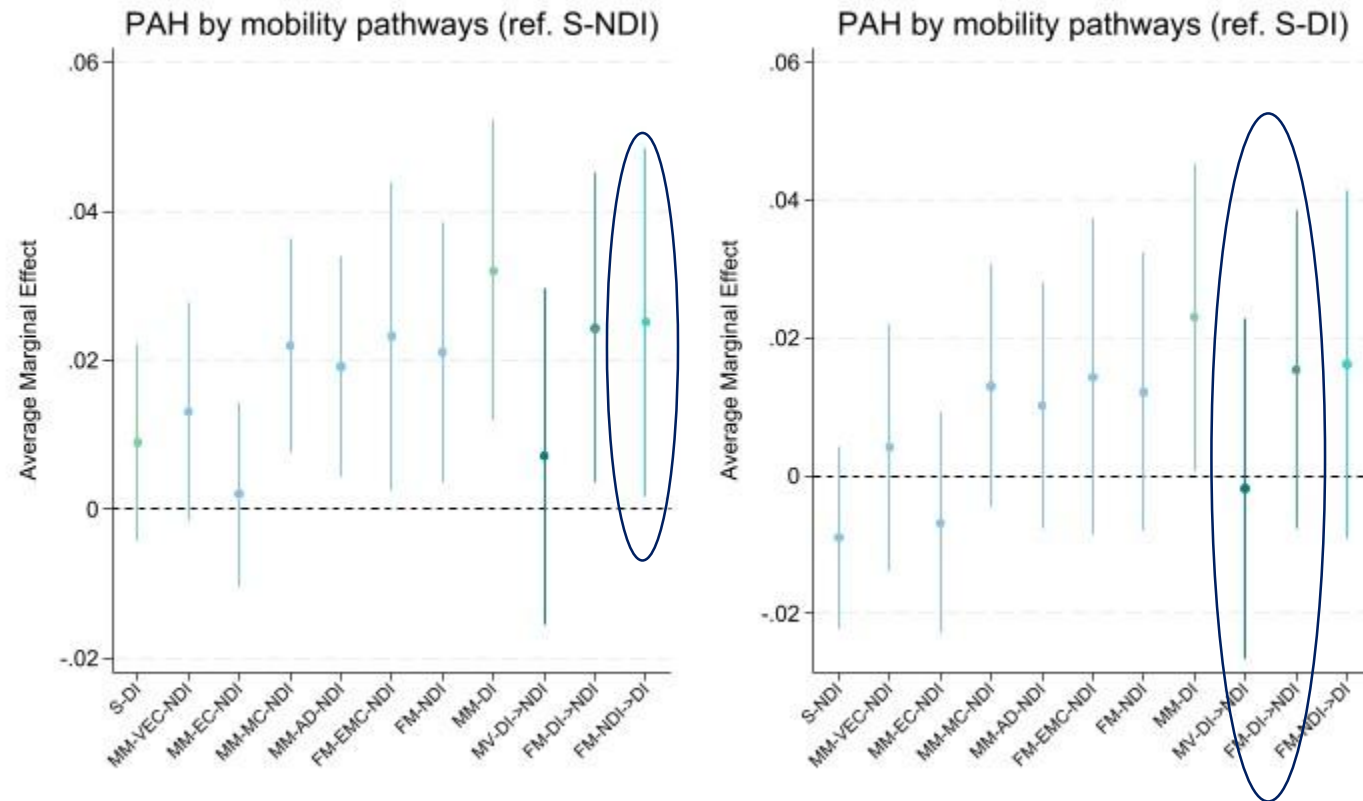 PAH by mobility pathways (ref. S-NDI)
.06
.04
.02
0
-.02
Average Marginal Effect
S-DI
MM-VEC-NDI
MM-EC-NDI
MM-MC-NDI
MM-AD-NDI
FM-EMC-NDI
FM-NDI
MM-DI
MV-DI->NDI
FM-DI->NDI
FM-NDI->DI
PAH by mobility pathways (ref. S-DI)
.06
.04
.02
0
-.02
Average Marginal Effect
S-NDI
MM-VEC-NDI
MM-EC-NDI
MM-MC-NDI
MM-AD-NDI
FM-EMC-NDI
FM-NDI
MM-DI
MV-DI->NDI
FM-DI->NDI
FM-NDI->DI